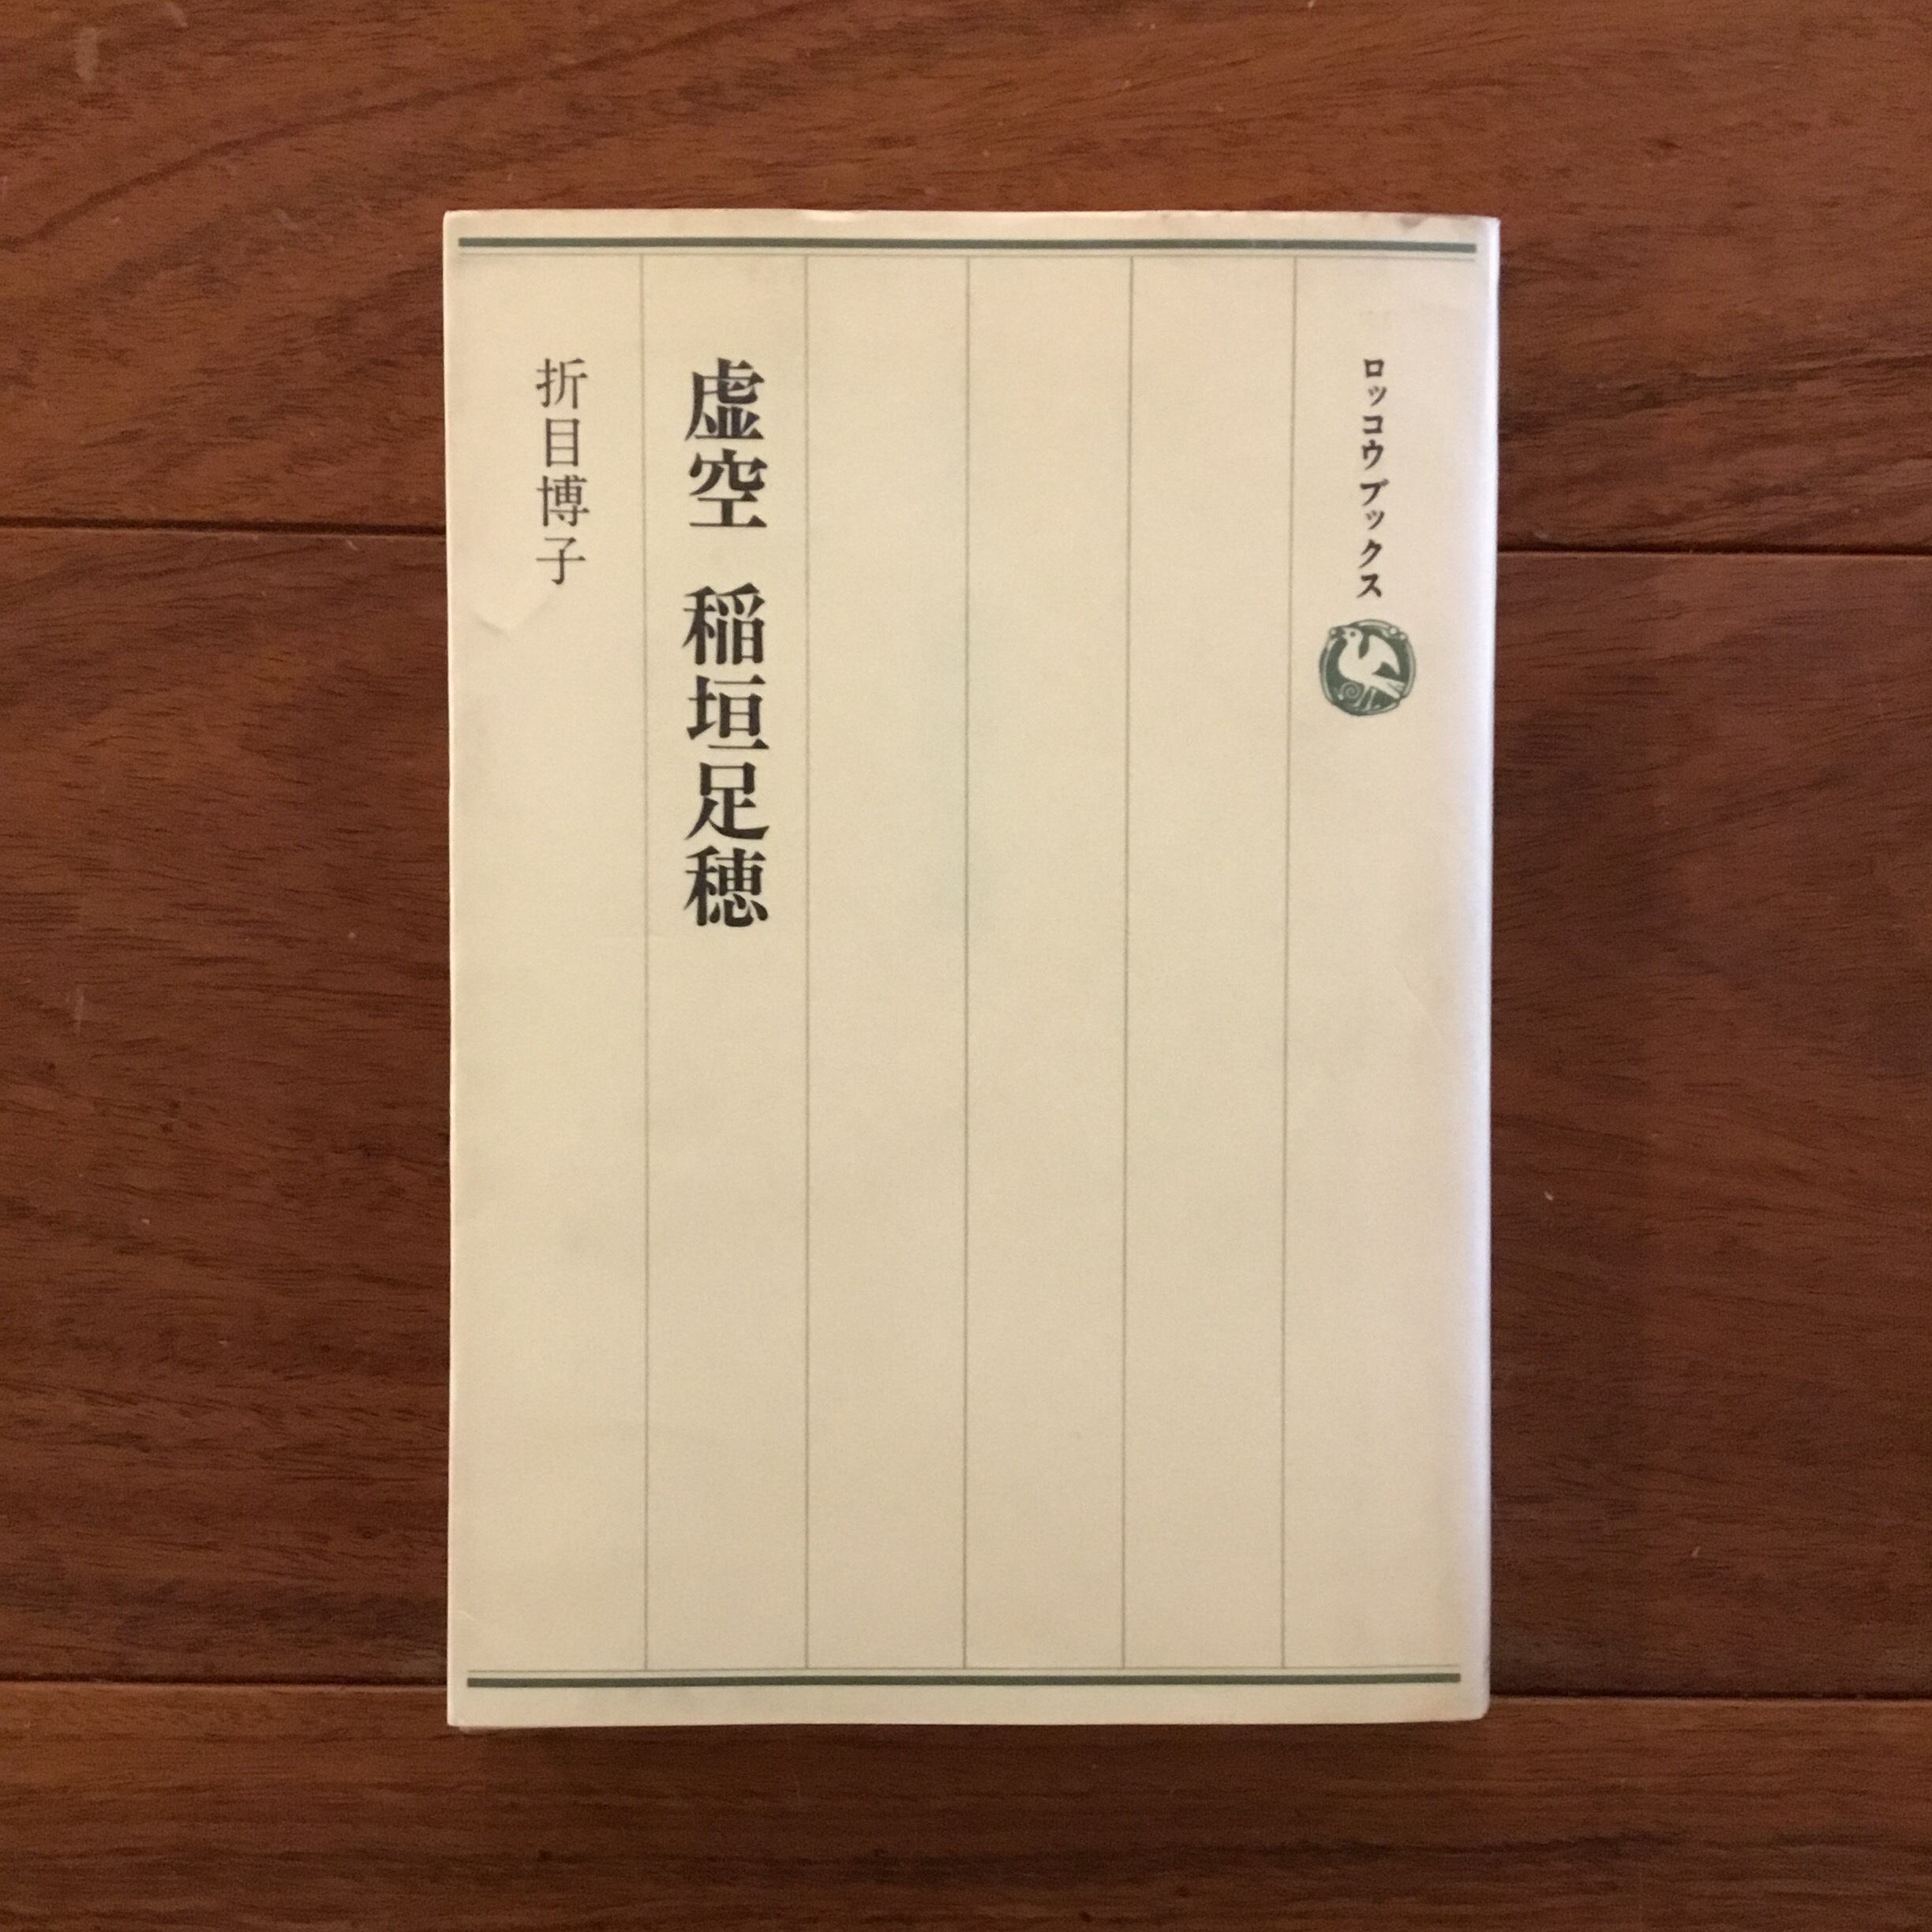 ロッコウブックス
虚空 稲垣足穂
折目博子